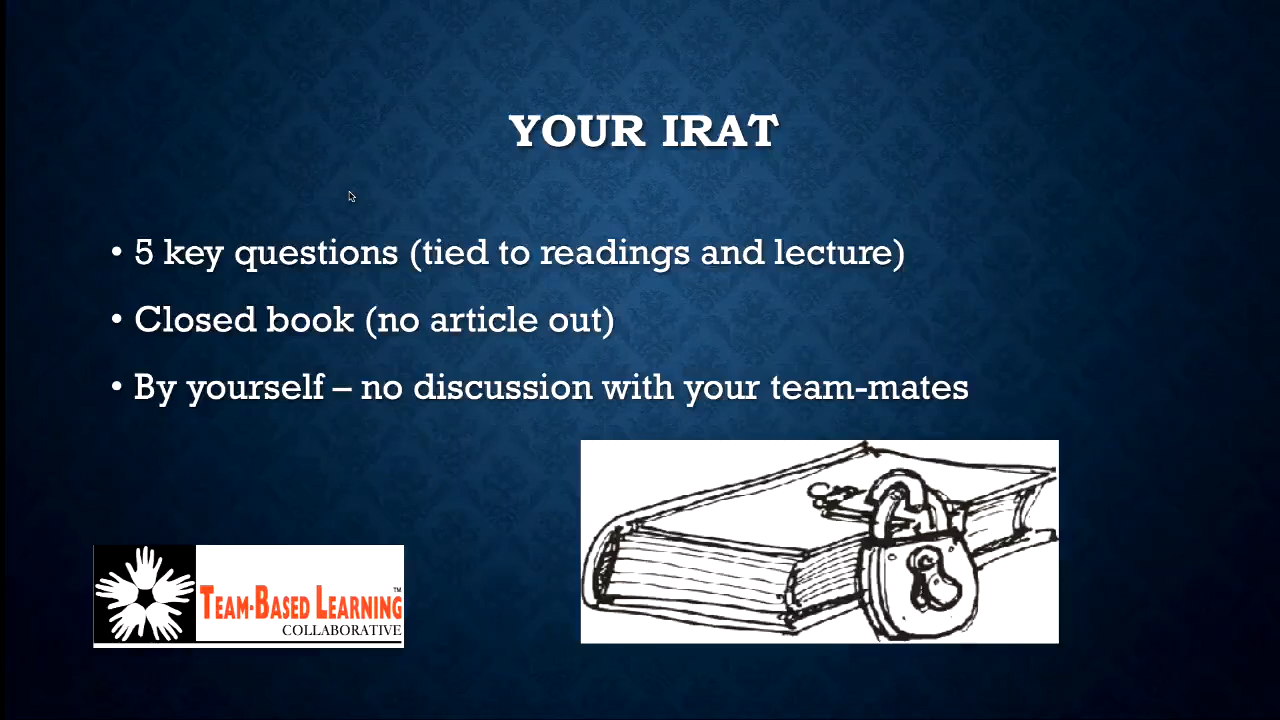 YOUR IRAT
• 5 key questions (tied to readings and lecture)
• Closed book (no article out)
• By yourself – no discussion with your team-mates
TEAM-BASED LEARNING™
COLLABORATIVE